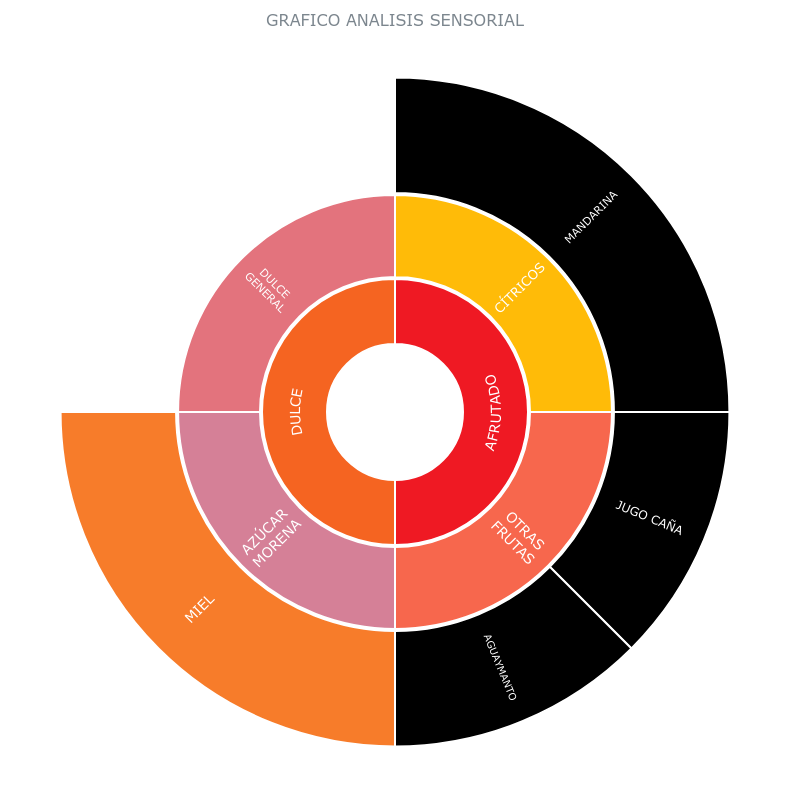 GRAFICO ANALISIS SENSORIAL
MANDARINA
CÍTRICOS
DULCE
GENERAL
AFRUTADO
DULCE
JUGO CAÑA
OTRAS
FRUTAS
AZÚCAR
MORENA
MIEL
AGUAYMANTO